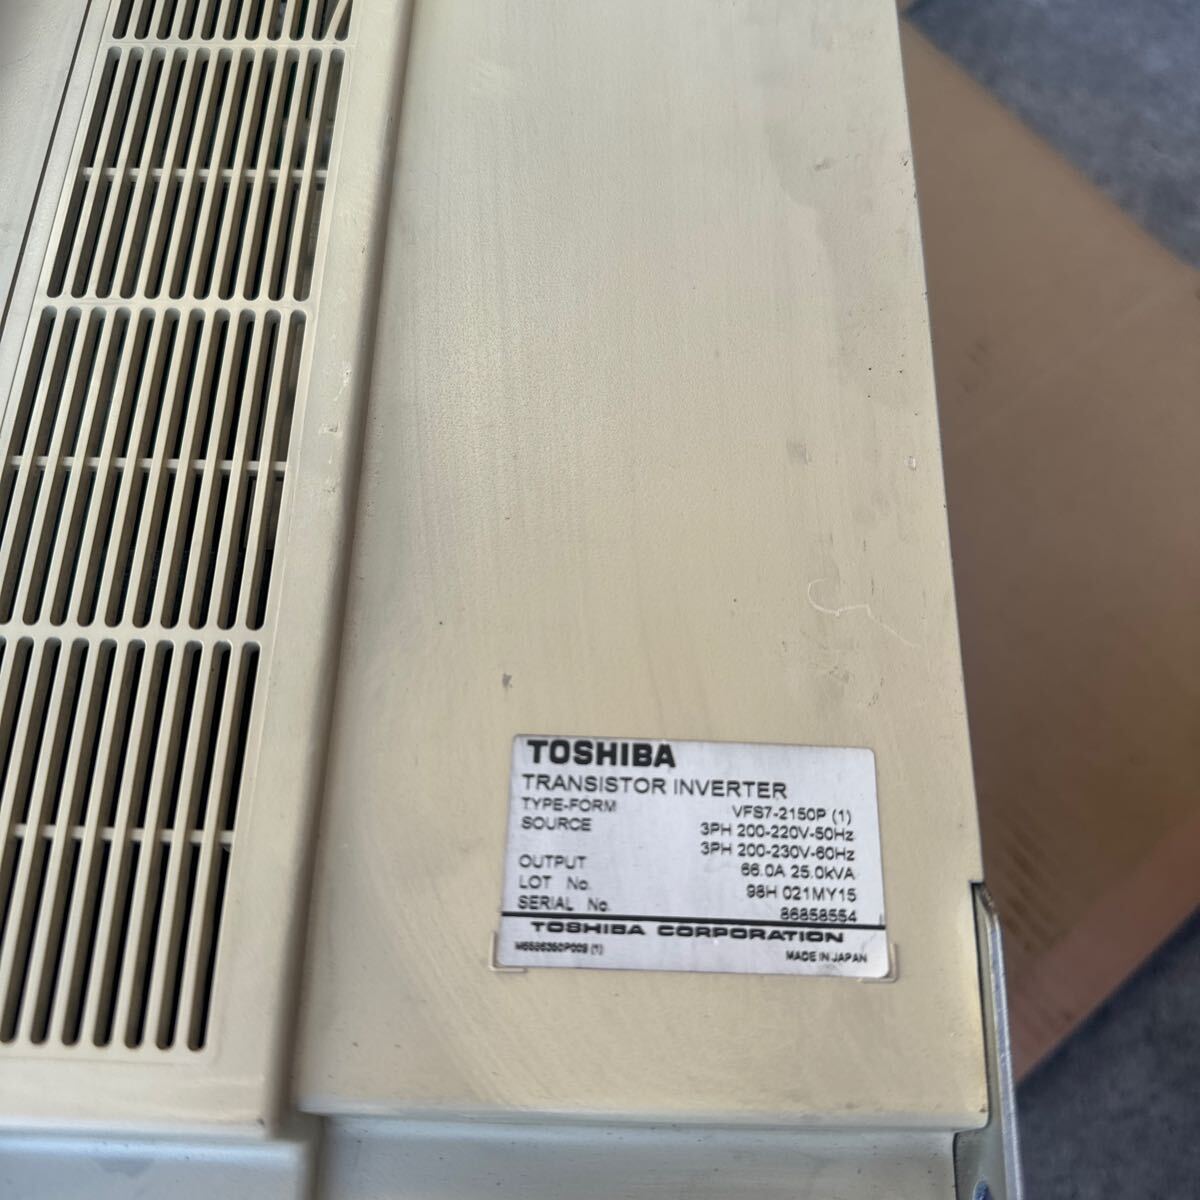 TOSHIBA
TRANSISTOR INVERTER
TYPE-FORM VFS7-2150P (1)
SOURCE 3PH 200-220V-50Hz
3PH 200-230V-60Hz
OUTPUT 66.0A 25.0kVA
LOT No. 98H 021MY15
SERIAL No. 86858554
TOSHIBA CORPORATION
MADE IN JAPAN